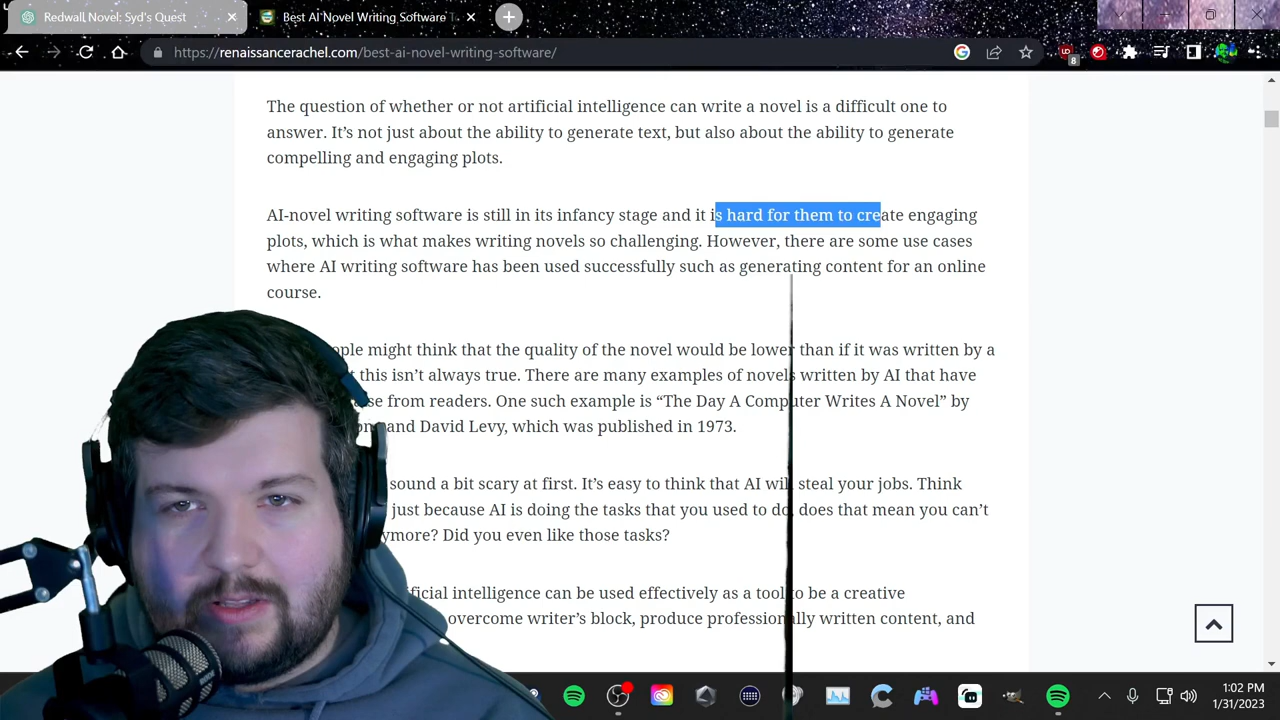 Redwall Novel: Syd's Quest
Best AI Novel Writing Software
https://renaissancerachel.com/best-ai-novel-writing-software/
8
The question of whether or not artificial intelligence can write a novel is a difficult one to
answer. It's not just about the ability to generate text, but also about the ability to generate
compelling and engaging plots.
AI-novel writing software is still in its infancy stage and it is hard for them to create engaging
plots, which is what makes writing novels so challenging. However, there are some use cases
where AI writing software has been used successfully such as generating content for an online
course.
might think that the quality of the novel would be lower than if it was written by a
this isn't always true. There are many examples of novels written by AI that have
from readers. One such example is “The Day A Computer Writes A Novel” by
and David Levy, which was published in 1973.
sound a bit scary at first. It's easy to think that AI will steal your jobs. Think
just because AI is doing the tasks that you used to do, does that mean you can't
Did you even like those tasks?
intelligence can be used effectively as a tool to be a creative
overcome writer's block, produce professionally written content, and
1:02 PM
1/31/2023